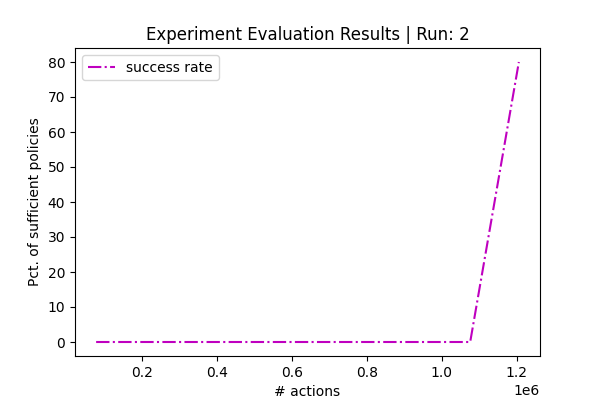 Experiment Evaluation Results | Run: 2
success rate
Pct. of sufficient policies
80
70
60
50
40
30
20
10
0
0.2 0.4 0.6 0.8 1.0 1.2
1e6
# actions